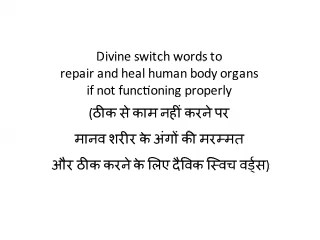 Divine switch words to
repair and heal human body organs
if not functioning properly
(ठीक से काम नहीं करने पर
मानव शरीर के अंगों की मरम्मत
और ठीक करने के लिए दैविक स्विच वर्ड्स)